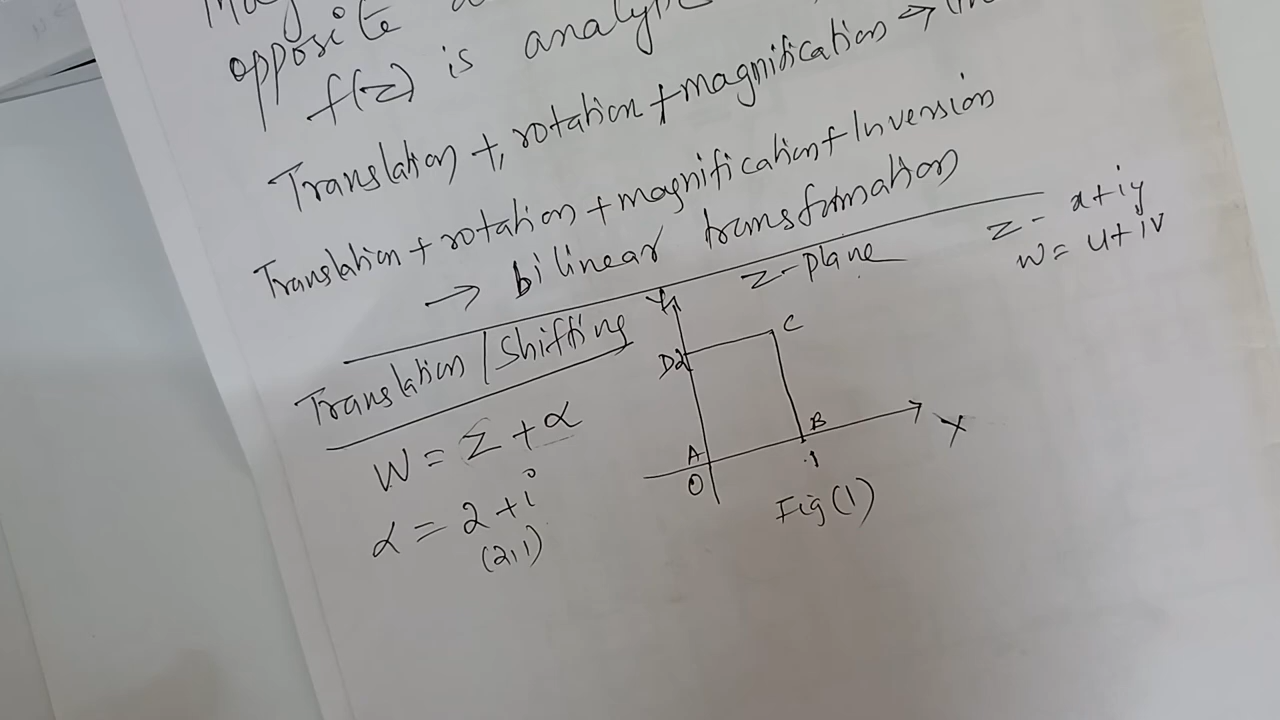 opposite
f(z) is analytic
Translation +, rotation + magnification →
Translation + rotation + magnification + Inversion
→ bilinear transformation
z = x+iy
w = u+iv
Translation / Shifting
z-plane
W = z + α
α = 2 + i
(2,1)
Y
D 2
C
A
O
B
1
X
Fig (1)